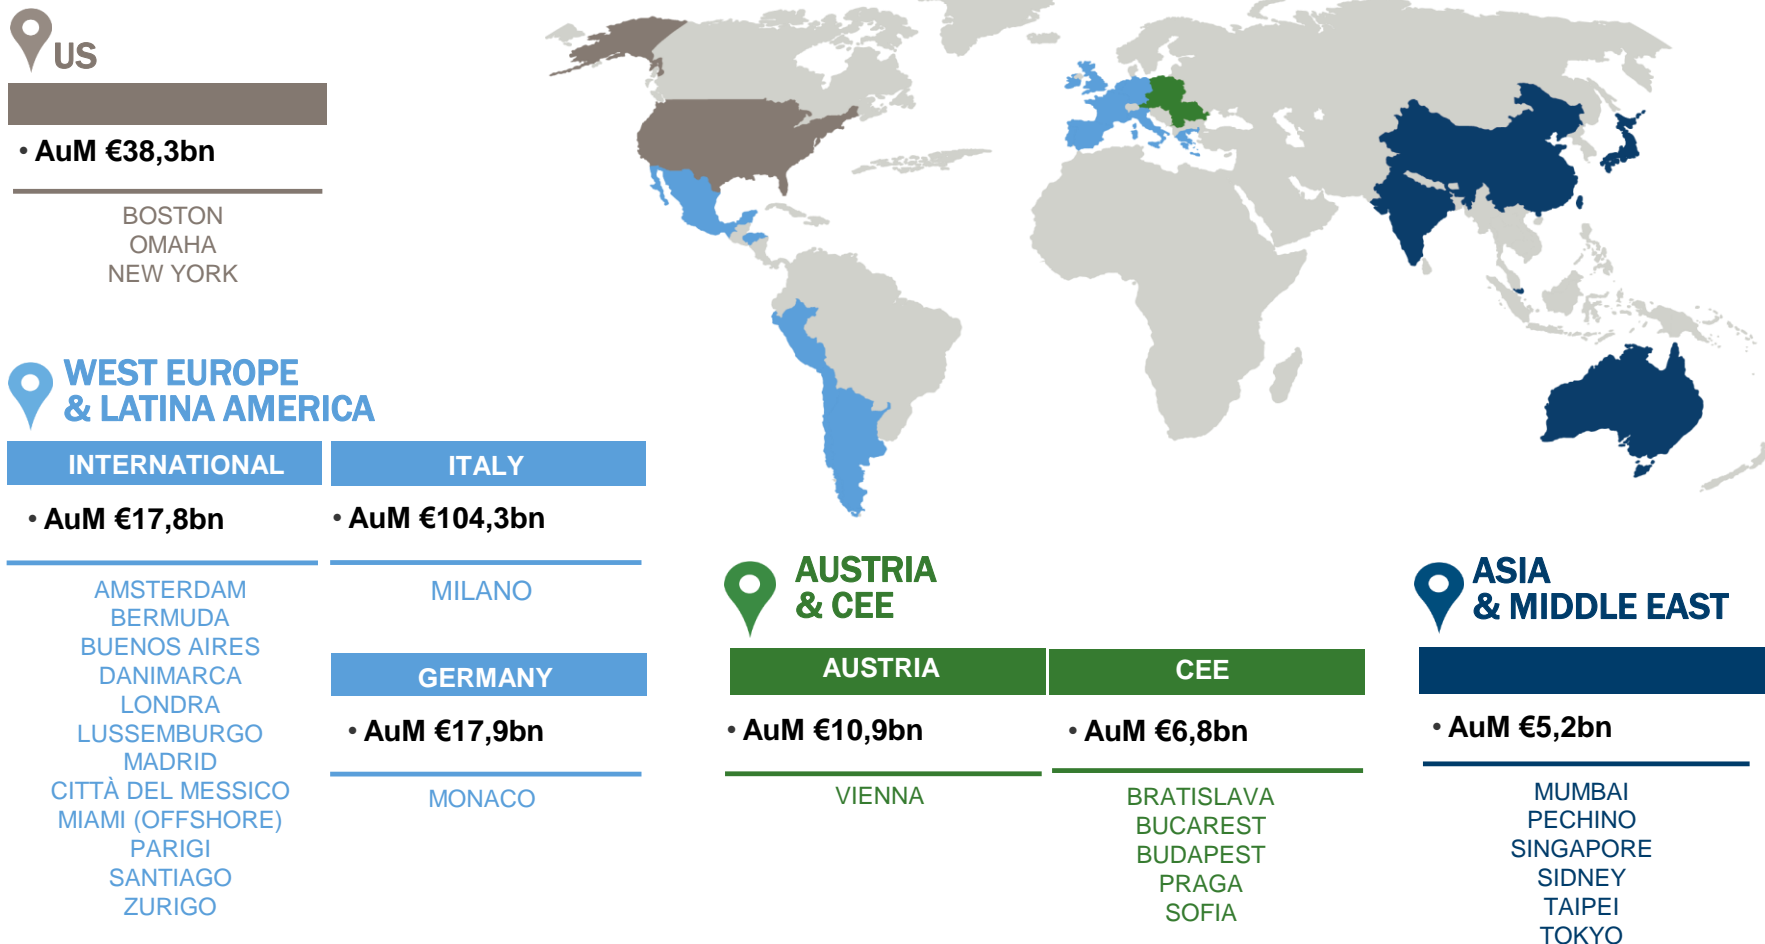 US
• AuM €38,3bn
BOSTON
OMAHA
NEW YORK
WEST EUROPE
& LATINA AMERICA
INTERNATIONAL
• AuM €17,8bn
AMSTERDAM
BERMUDA
BUENOS AIRES
DANIMARCA
LONDRA
LUSSEMBURGO
MADRID
CITTÀ DEL MESSICO
MIAMI (OFFSHORE)
PARIGI
SANTIAGO
ZURIGO
ITALY
• AuM €104,3bn
MILANO
GERMANY
• AuM €17,9bn
MONACO
AUSTRIA
& CEE
AUSTRIA
• AuM €10,9bn
VIENNA
CEE
• AuM €6,8bn
BRATISLAVA
BUCAREST
BUDAPEST
PRAGA
SOFIA
ASIA
& MIDDLE EAST
• AuM €5,2bn
MUMBAI
PECHINO
SINGAPORE
SIDNEY
TAIPEI
TOKYO